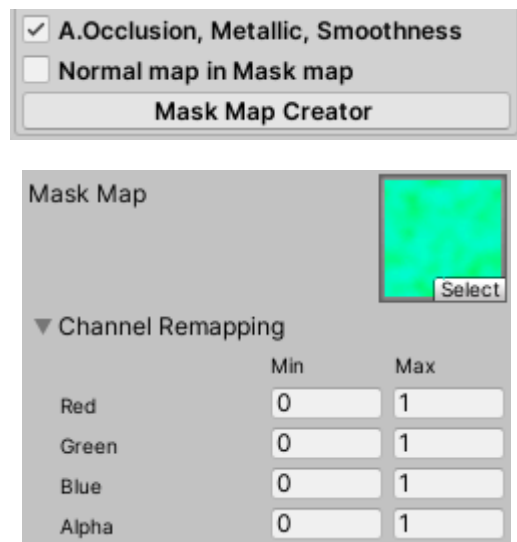 A.Occlusion, Metallic, Smoothness
Normal map in Mask map
Mask Map Creator
Mask Map
Select
Channel Remapping
Min Max
Red 0 1
Green 0 1
Blue 0 1
Alpha 0 1